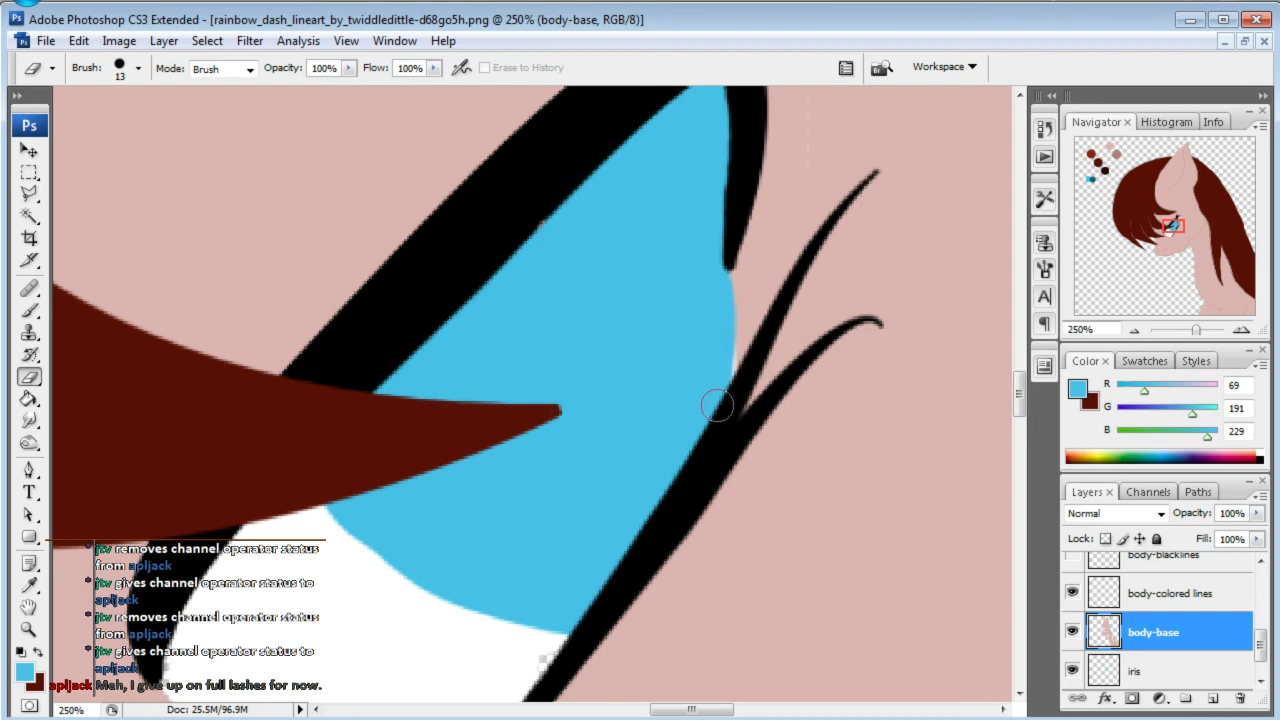 Ps Adobe Photoshop CS3 Extended - [rainbow_dash_lineart_by_twiddledittle-d68go5h.png @ 250% (body-base, RGB/8)]
File Edit Image Layer Select Filter Analysis View Window Help
Brush: 13 Mode: Brush Opacity: 100% Flow: 100% Erase to History Workspace
Ps
Navigator Histogram Info
250%
Color Swatches Styles
R 69
G 191
B 229
Layers Channels Paths
Normal Opacity: 100%
Lock: Fill: 100%
body-blacklines
body-colored lines
body-base
iris
* jtv removes channel operator status
from apljack
* jtv gives channel operator status to
apljack
* jtv removes channel operator status
from apljack
* jtv gives channel operator status to
apljack
apljack Meh, I give up on full lashes for now.
250% Doc: 25.5M/96.9M